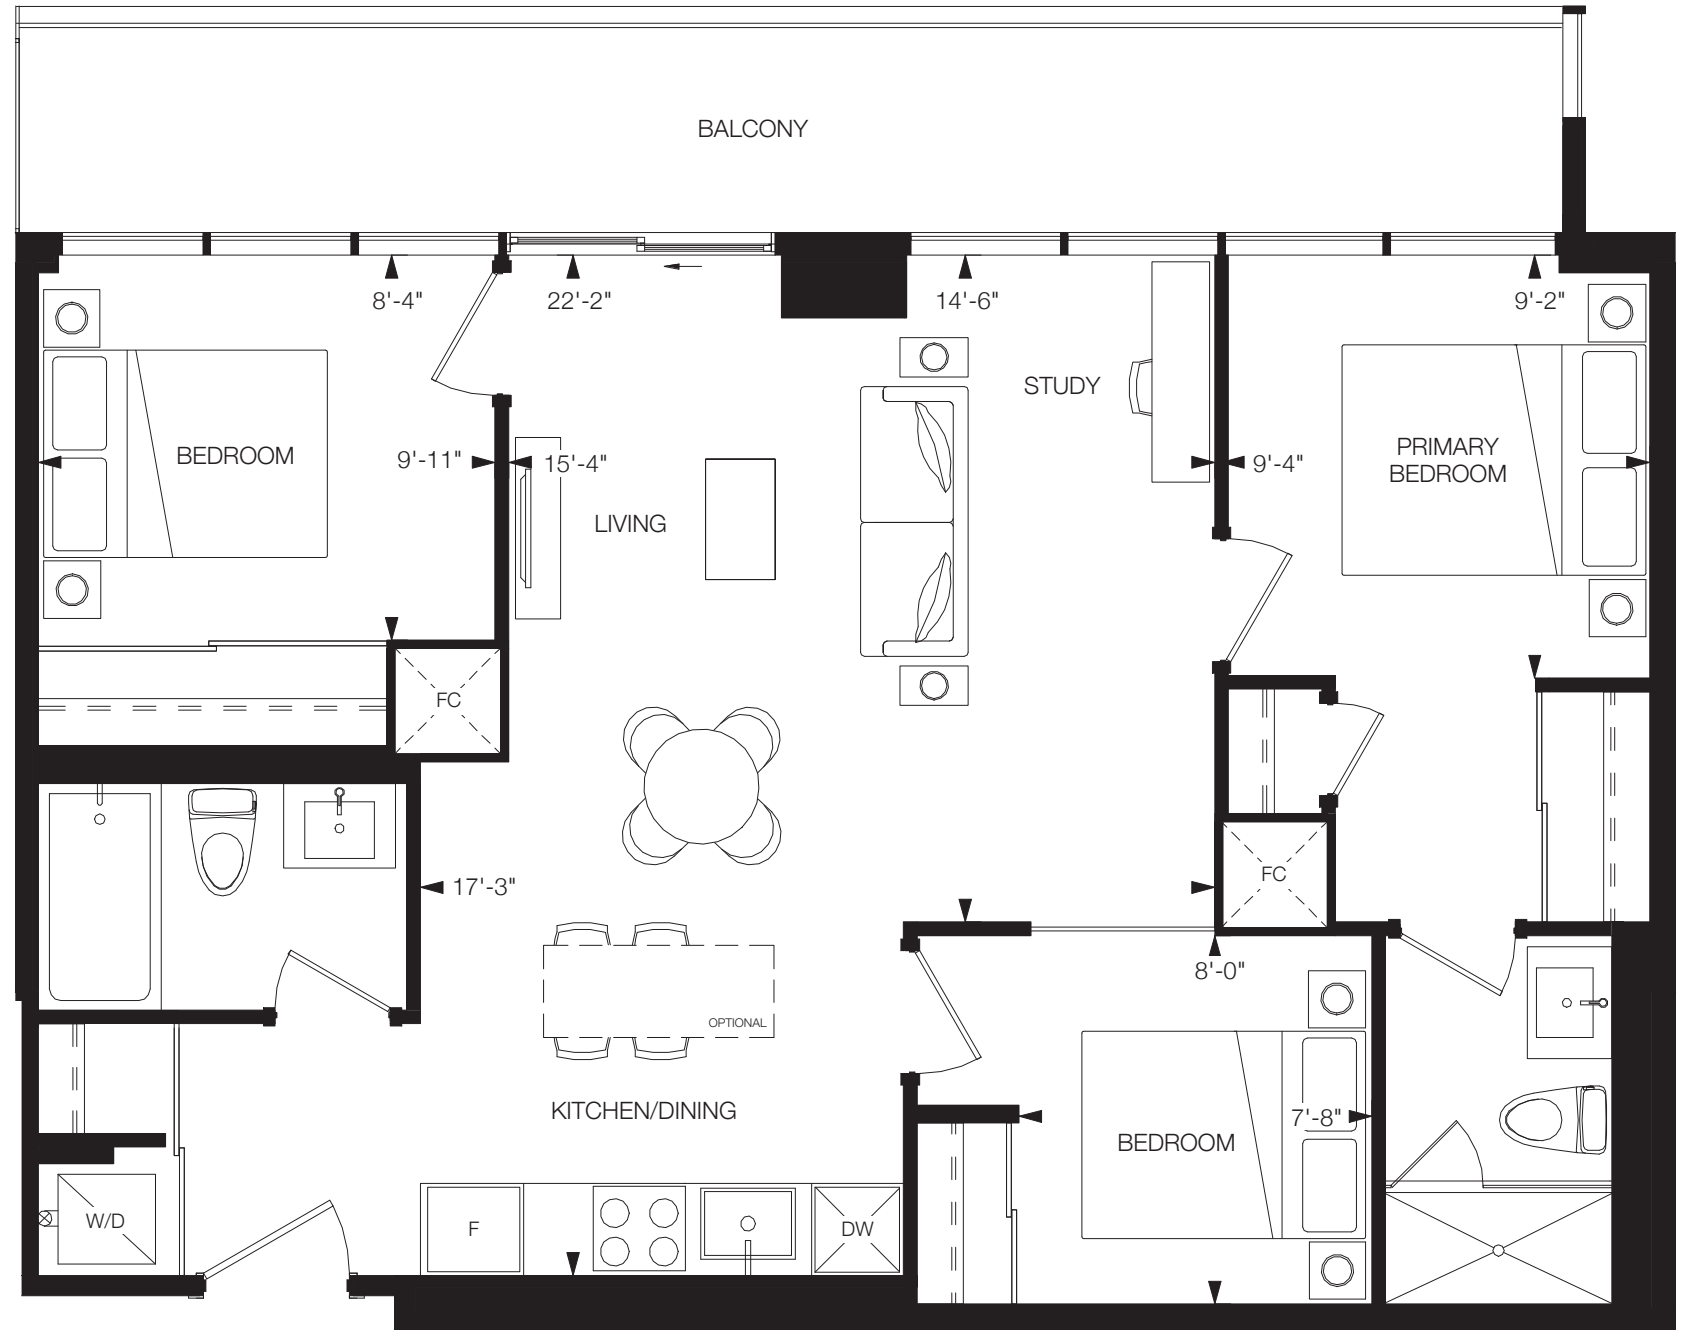 BALCONY
8'-4"
22'-2"
14'-6"
9'-2"
STUDY
BEDROOM
9'-11"
15'-4"
9'-4"
PRIMARY
BEDROOM
LIVING
FC
FC
17'-3"
8'-0"
OPTIONAL
KITCHEN/DINING
7'-8"
BEDROOM
W/D
F
DW